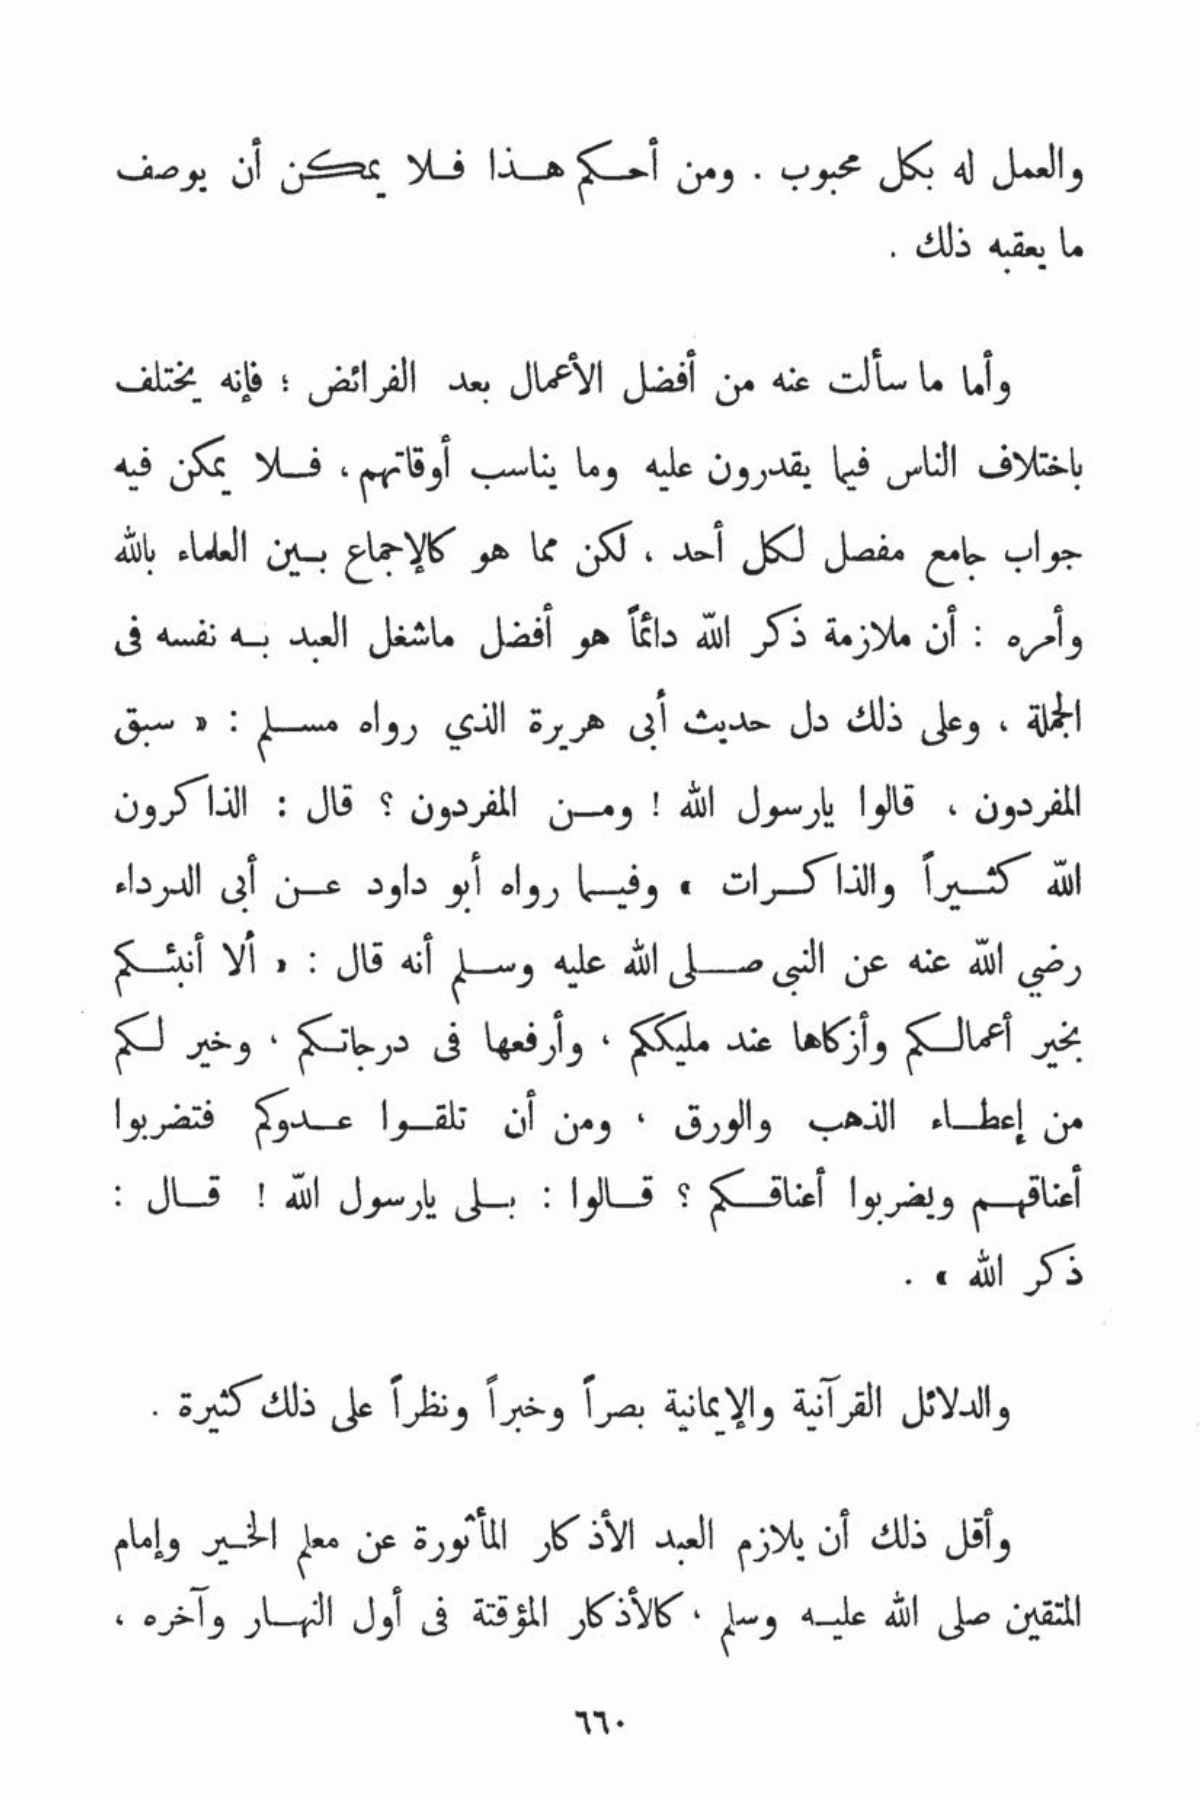 والعمل له بكل محبوب . ومن أحكم هذا فلا يمكن أن يوصف
ما يعقبه ذلك .
وأما ما سألت عنه من أفضل الأعمال بعد الفرائض ؛ فإنه يختلف
باختلاف الناس فيما يقدرون عليه وما يناسب أوقاتهم ، فلا يمكن فيه
جواب جامع مفصل لكل أحد ، لكن مما هو كالإجماع بين العلماء بالله
وأمره : أن ملازمة ذكر الله دائماً هو أفضل ماشغل العبد به نفسه فى
الجملة ، وعلى ذلك دل حديث أبى هريرة الذي رواه مسلم : « سبق
المفردون ، قالوا يارسول الله ! ومن المفردون ؟ قال : الذاكرون
الله كثيراً والذاكرات » وفيما رواه أبو داود عن أبى الدرداء
رضي الله عنه عن النبى صلى الله عليه وسلم أنه قال : « ألا أنبئكم
بخير أعمالكم وأزكاها عند مليككم ، وأرفعها فى درجاتكم ، وخير لكم
من إعطاء الذهب والورق ، ومن أن تلقوا عدوكم فتضربوا
أعناقهم ويضربوا أعناقكم ؟ قالوا : بلى يارسول الله ! قال :
ذكر الله » .
والدلائل القرآنية والإيمانية بصراً وخبراً ونظراً على ذلك كثيرة .
وأقل ذلك أن يلازم العبد الأذكار المأثورة عن معلم الخير وإمام
المتقين صلى الله عليه وسلم ، كالأذكار المؤقتة فى أول النهار وآخره ،
٦٦٠